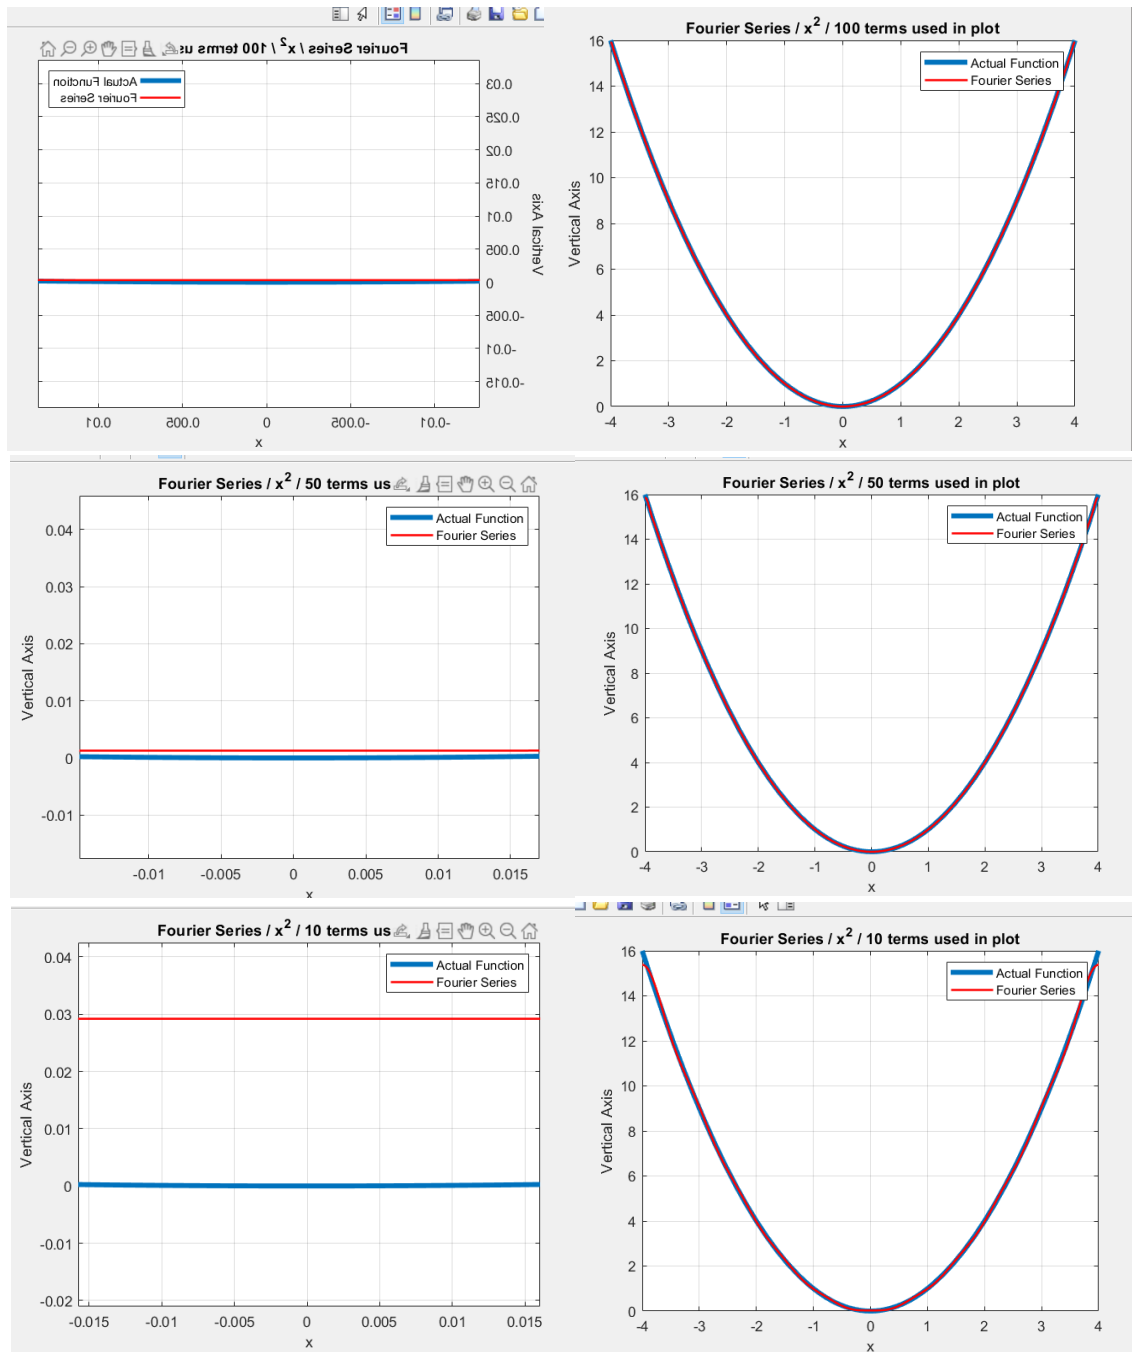 Fourier Series / x² / 100 terms us
Actual Function
Fourier Series
0.03
0.025
0.02
0.015
0.01
0.005
0
-0.005
-0.01
-0.015
Vertical Axis
0.01 0.005 0 -0.005 -0.01
x
Fourier Series / x² / 100 terms used in plot
Actual Function
Fourier Series
16
14
12
10
8
6
4
2
0
Vertical Axis
-4 -3 -2 -1 0 1 2 3 4
x
Fourier Series / x² / 50 terms us
Actual Function
Fourier Series
0.04
0.03
0.02
0.01
0
-0.01
Vertical Axis
-0.01 -0.005 0 0.005 0.01 0.015
x
Fourier Series / x² / 50 terms used in plot
Actual Function
Fourier Series
16
14
12
10
8
6
4
2
0
Vertical Axis
-4 -3 -2 -1 0 1 2 3 4
x
Fourier Series / x² / 10 terms us
Actual Function
Fourier Series
0.04
0.03
0.02
0.01
0
-0.01
-0.02
Vertical Axis
-0.015 -0.01 -0.005 0 0.005 0.01 0.015
x
Fourier Series / x² / 10 terms used in plot
Actual Function
Fourier Series
16
14
12
10
8
6
4
2
0
Vertical Axis
-4 -3 -2 -1 0 1 2 3 4
x